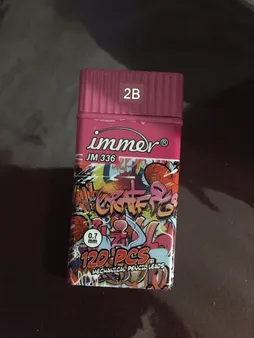 2B
immer®
JM 336
0.7
mm
120 PCS
MECHANICAL PENCIL LEADS